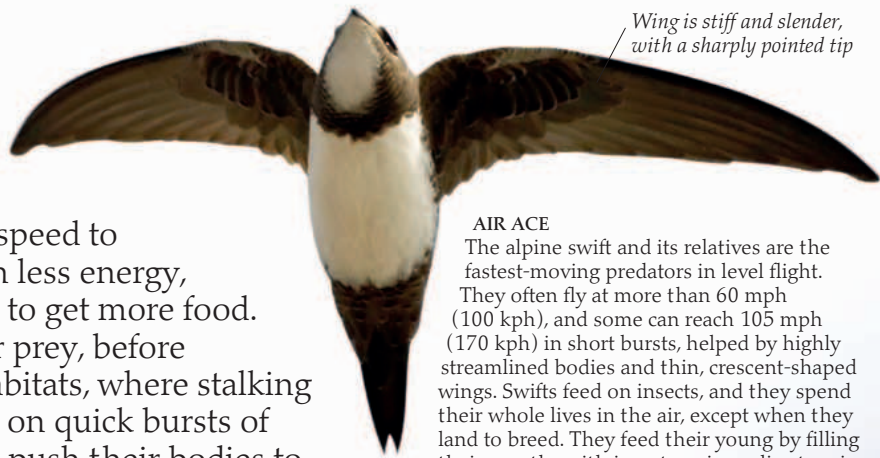 Wing is stiff and slender,
with a sharply pointed tip
speed to
less energy,
to get more food.
prey, before
where stalking
on quick bursts of
push their bodies to
AIR ACE
The alpine swift and its relatives are the
fastest-moving predators in level flight.
They often fly at more than 60 mph
(100 kph), and some can reach 105 mph
(170 kph) in short bursts, helped by highly
streamlined bodies and thin, crescent-shaped
wings. Swifts feed on insects, and they spend
their whole lives in the air, except when they
land to breed. They feed their young by filling